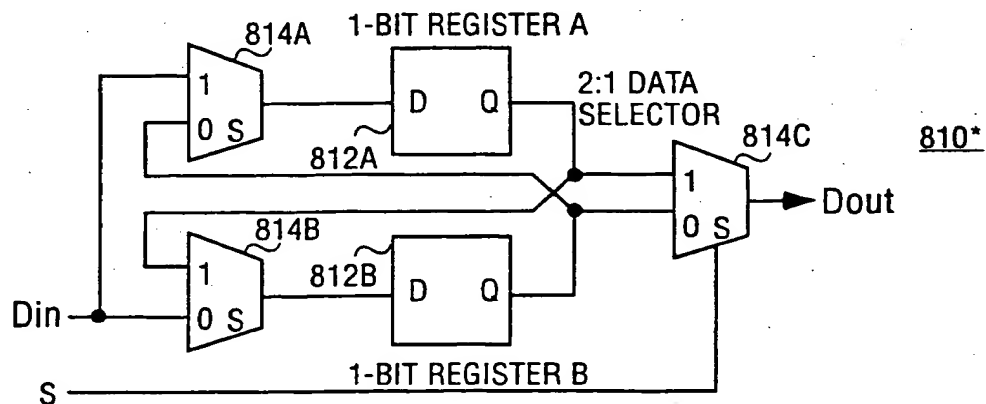 1-BIT REGISTER A
814A
1
0 S
D Q
812A
2:1 DATA
SELECTOR
814C
810*
1
0 S
Dout
814B
1
0 S
812B
D Q
Din
1-BIT REGISTER B
S